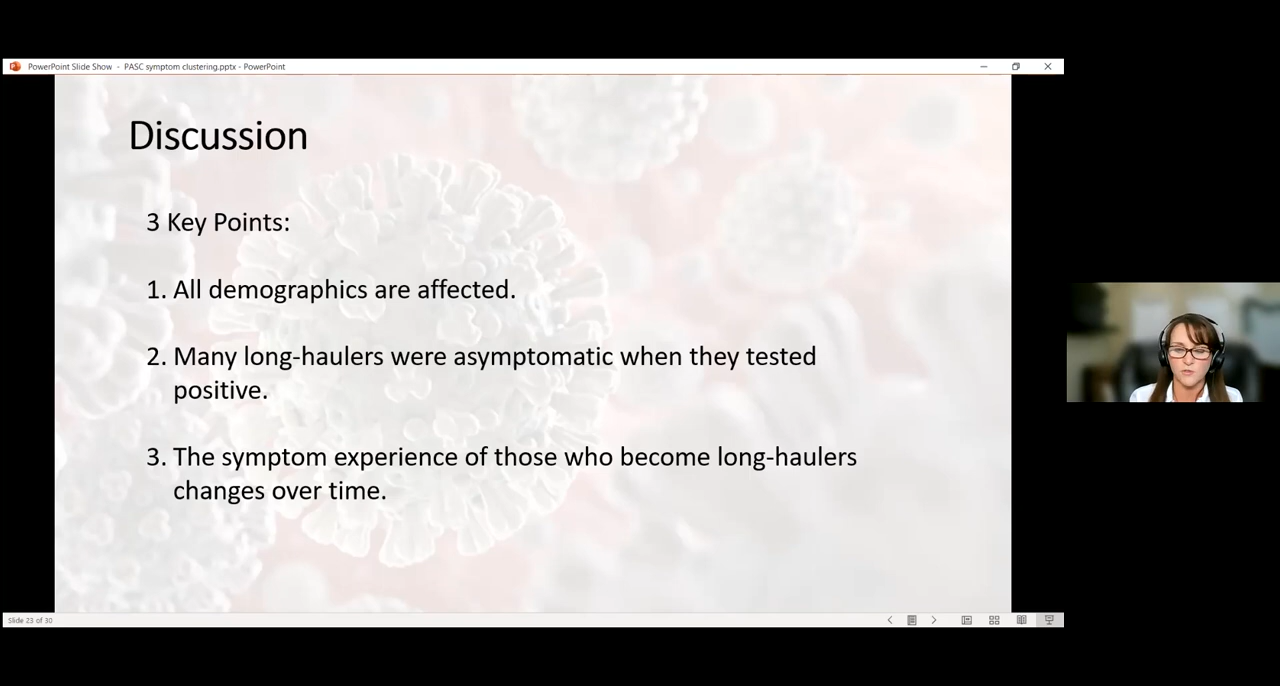 PowerPoint Slide Show - PASC symptom clustering.pptx - PowerPoint
Discussion
3 Key Points:
1. All demographics are affected.
2. Many long-haulers were asymptomatic when they tested
positive.
3. The symptom experience of those who become long-haulers
changes over time.
Slide 23 of 30